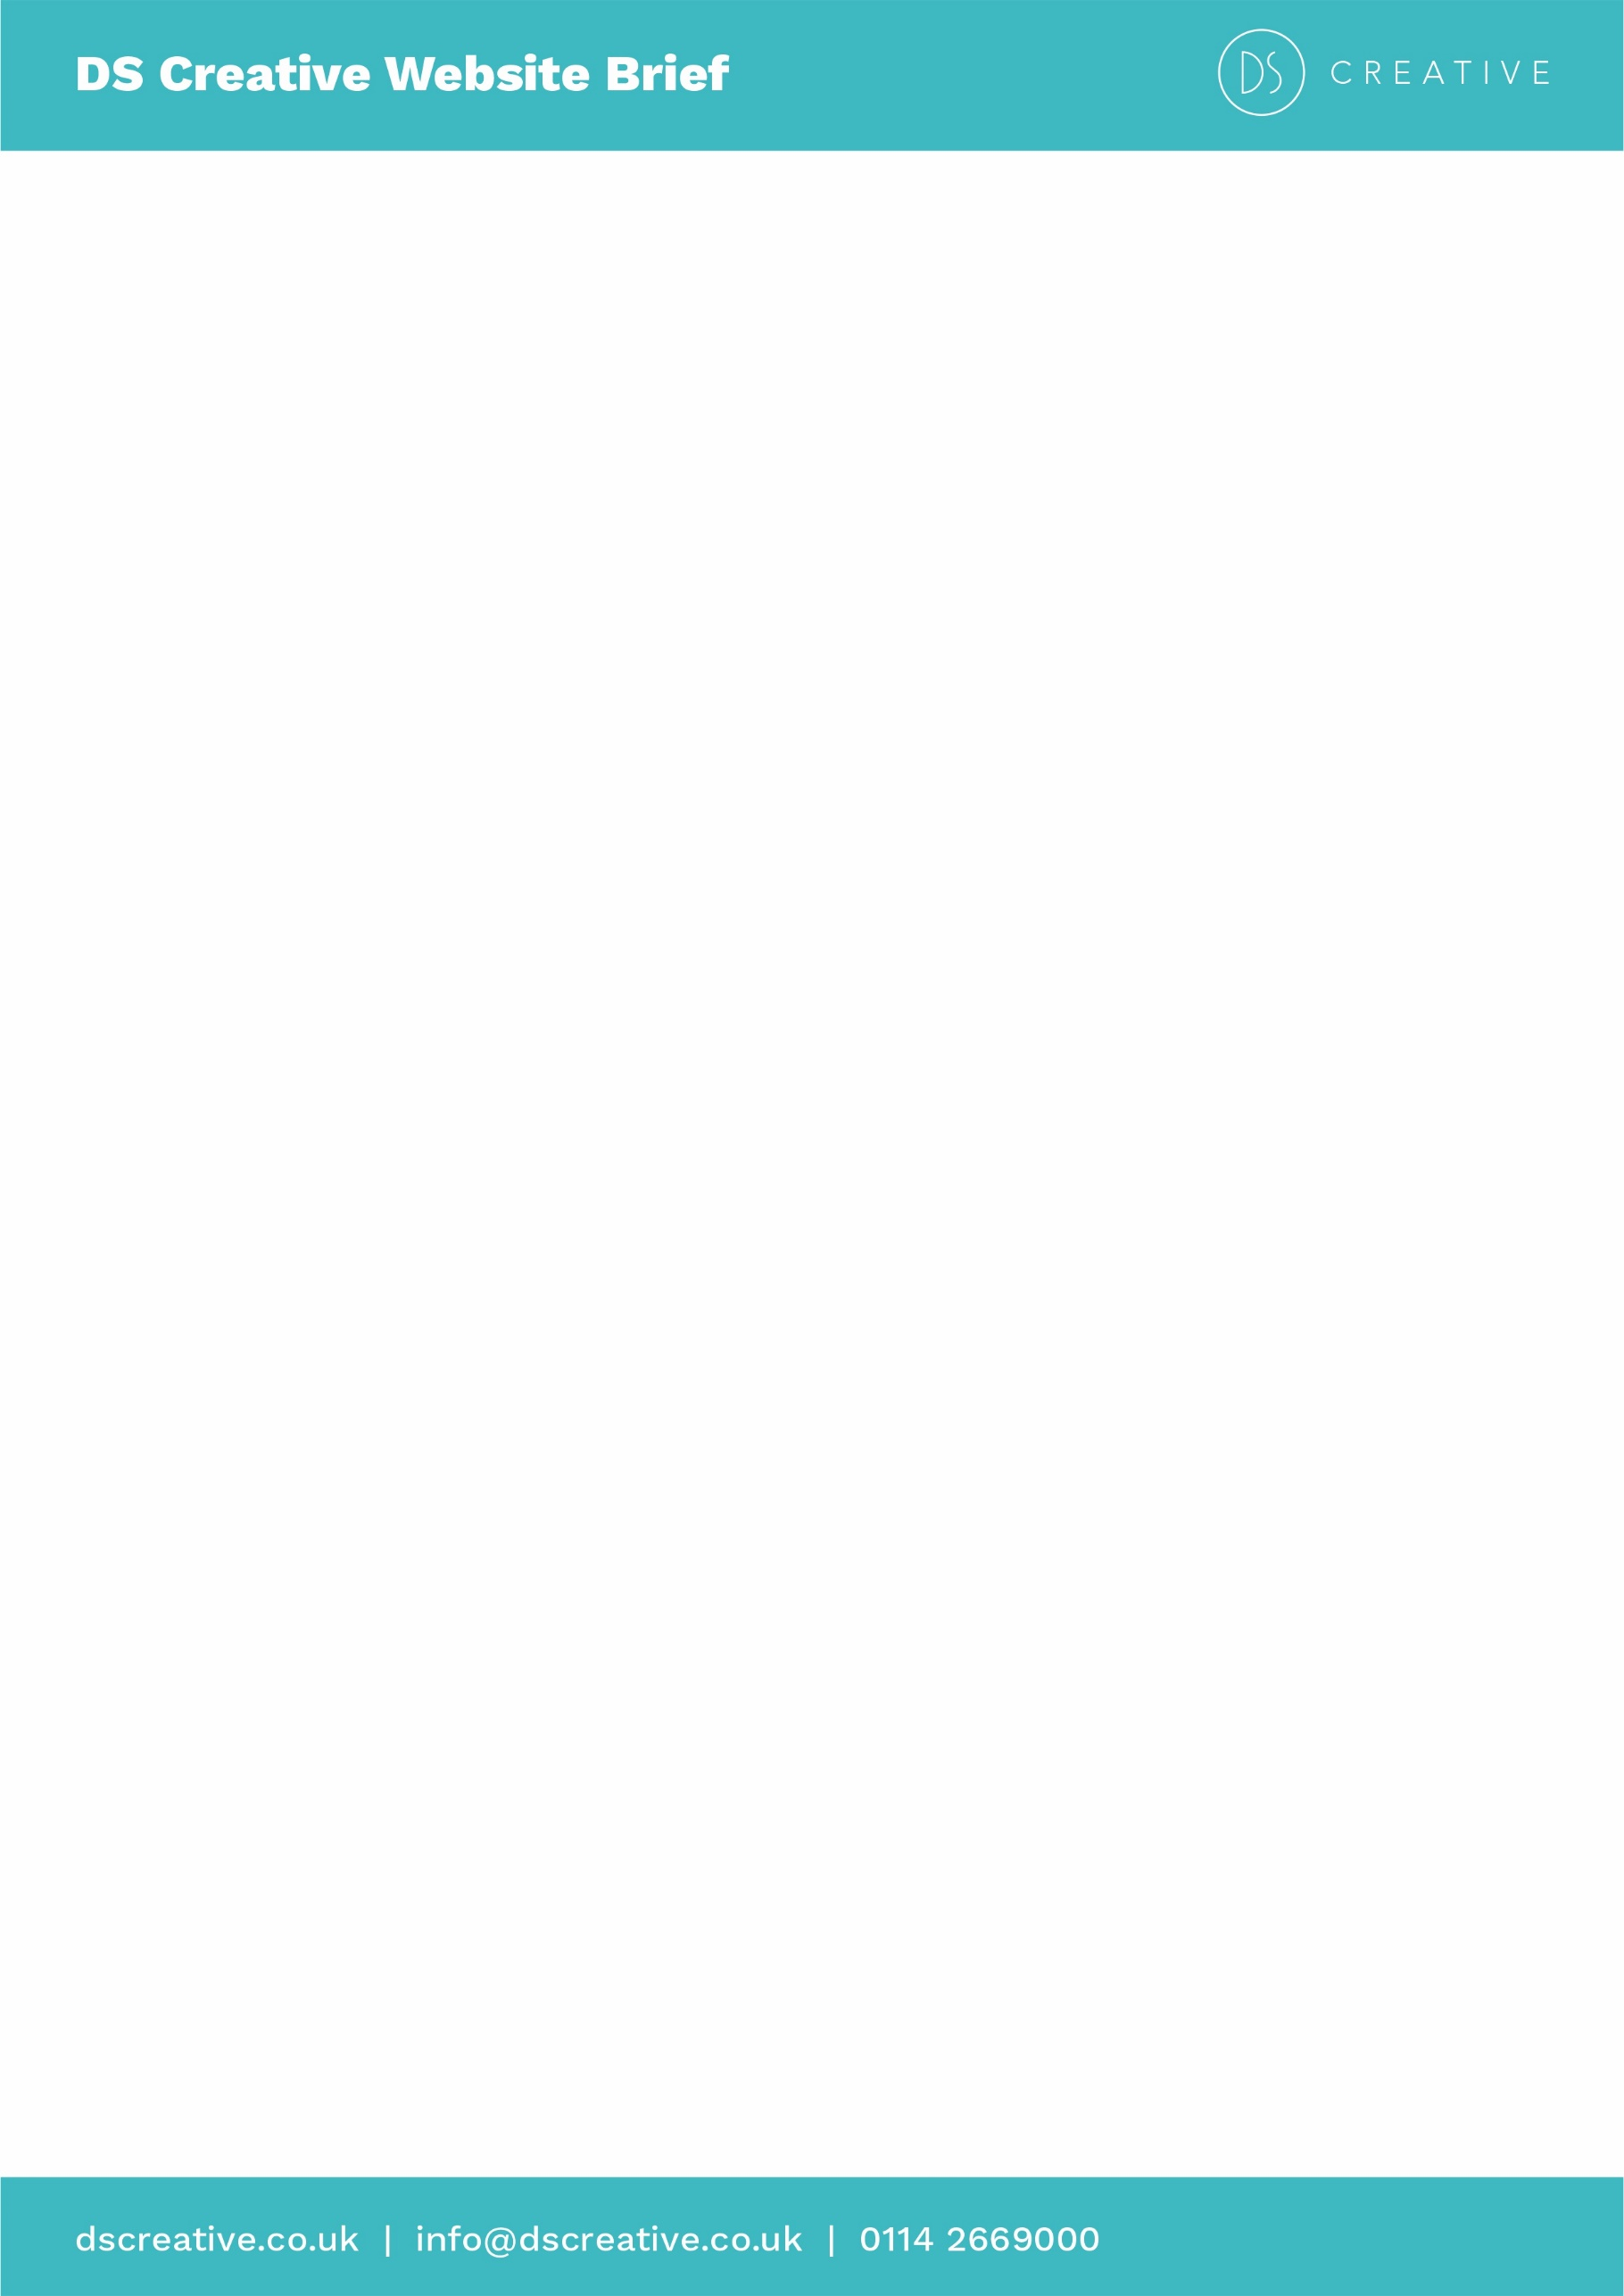 DS Creative Website Brief
DS CREATIVE
dscreative.co.uk | info@dscreative.co.uk | 0114 2669000